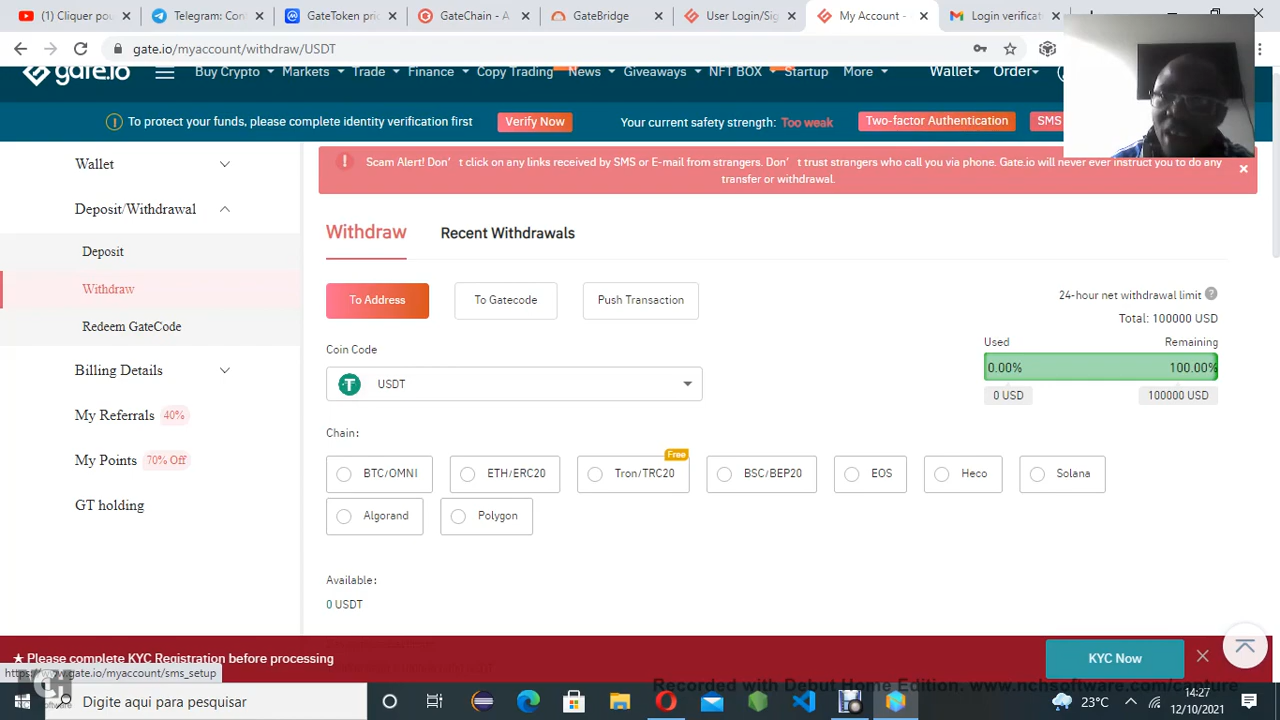 (1) Cliquer pou
Telegram: Con
GateToken pri
GateChain - A
GateBridge
User Login/Sig
My Account -
Login verificat
gate.io/myaccount/withdraw/USDT
gate.io
Buy Crypto
Markets
Trade
Finance
Copy Trading
News
Giveaways
NFT BOX
Startup
More
Wallet
Order
To protect your funds, please complete identity verification first
Verify Now
Your current safety strength: Too weak
Two-factor Authentication
SMS
Wallet
Deposit/Withdrawal
Deposit
Withdraw
Redeem GateCode
Billing Details
My Referrals 40%
My Points 70% Off
GT holding
Scam Alert! Don't click on any links received by SMS or E-mail from strangers. Don't trust strangers who call you via phone. Gate.io will never ever instruct you to do any
transfer or withdrawal.
Withdraw
Recent Withdrawals
To Address
To Gatecode
Push Transaction
24-hour net withdrawal limit
Total: 100000 USD
Used
Remaining
0.00%
100.00%
0 USD
100000 USD
Coin Code
USDT
Chain:
Free
BTC/OMNI
ETH/ERC20
Tron/TRC20
BSC/BEP20
EOS
Heco
Solana
Algorand
Polygon
Available:
0 USDT
Please complete KYC Registration before processing
KYC Now
https://www.gate.io/myaccount/sms_setup
Recorded with Debut Home Edition. www.nchsoftware.com/capture
Digite aqui para pesquisar
23°C
14:27
12/10/2021